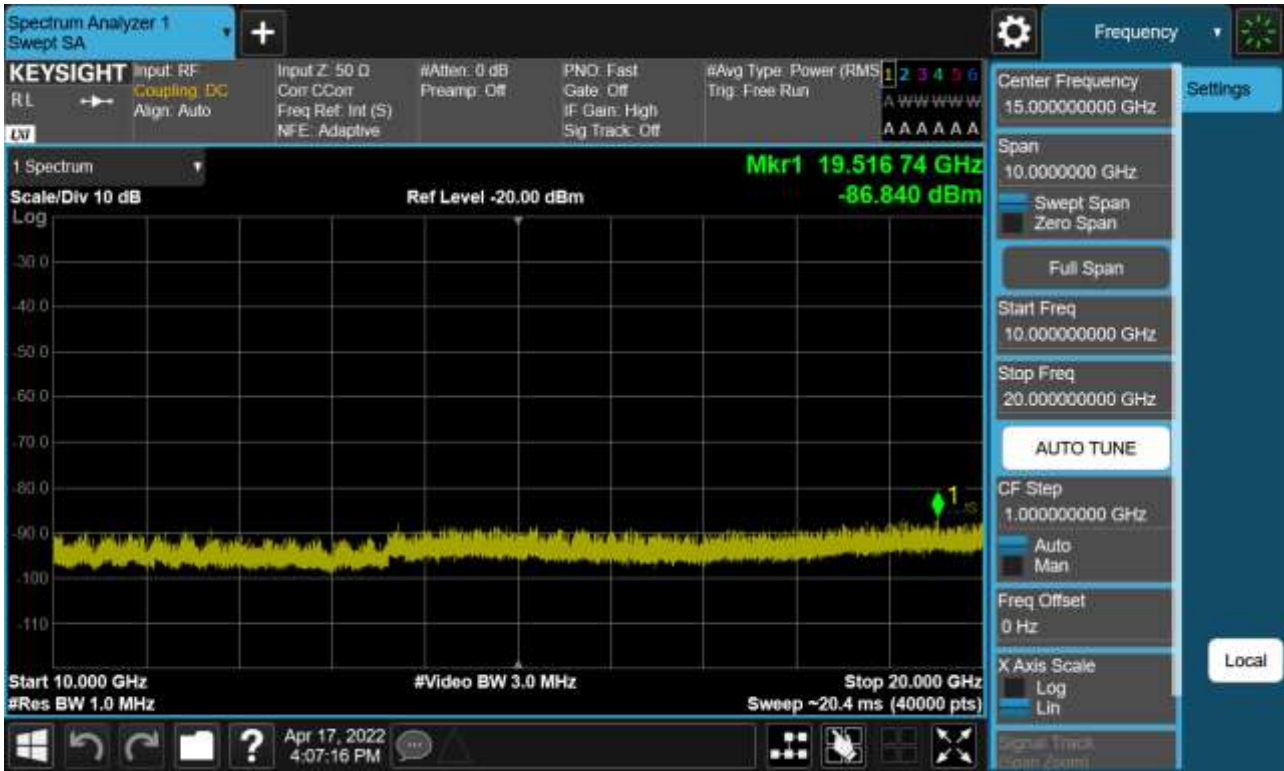 Spectrum Analyzer 1
Swept SA
+
Frequency
KEYSIGHT
RL
LXI
Input: RF
Coupling: DC
Align: Auto
Input Z: 50 Ω
Corr CCorr
Freq Ref: Int (S)
NFE: Adaptive
#Atten: 0 dB
Preamp: Off
PNO: Fast
Gate: Off
IF Gain: High
Sig Track: Off
#Avg Type: Power (RMS
Trig: Free Run
1 2 3 4 5 6
A W W W W W
A A A A A A
1 Spectrum
Scale/Div 10 dB
Ref Level -20.00 dBm
Mkr1 19.516 74 GHz
-86.840 dBm
Log
-30.0
-40.0
-50.0
-60.0
-70.0
-80.0
-90.0
-100
-110
1
Start 10.000 GHz
#Video BW 3.0 MHz
Stop 20.000 GHz
#Res BW 1.0 MHz
Sweep ~20.4 ms (40000 pts)
Center Frequency
15.000000000 GHz
Settings
Span
10.0000000 GHz
Swept Span
Zero Span
Full Span
Start Freq
10.000000000 GHz
Stop Freq
20.000000000 GHz
AUTO TUNE
CF Step
1.000000000 GHz
Auto
Man
Freq Offset
0 Hz
X Axis Scale
Log
Lin
Local
Signal Track
(Span Zoom)
?
Apr 17, 2022
4:07:16 PM